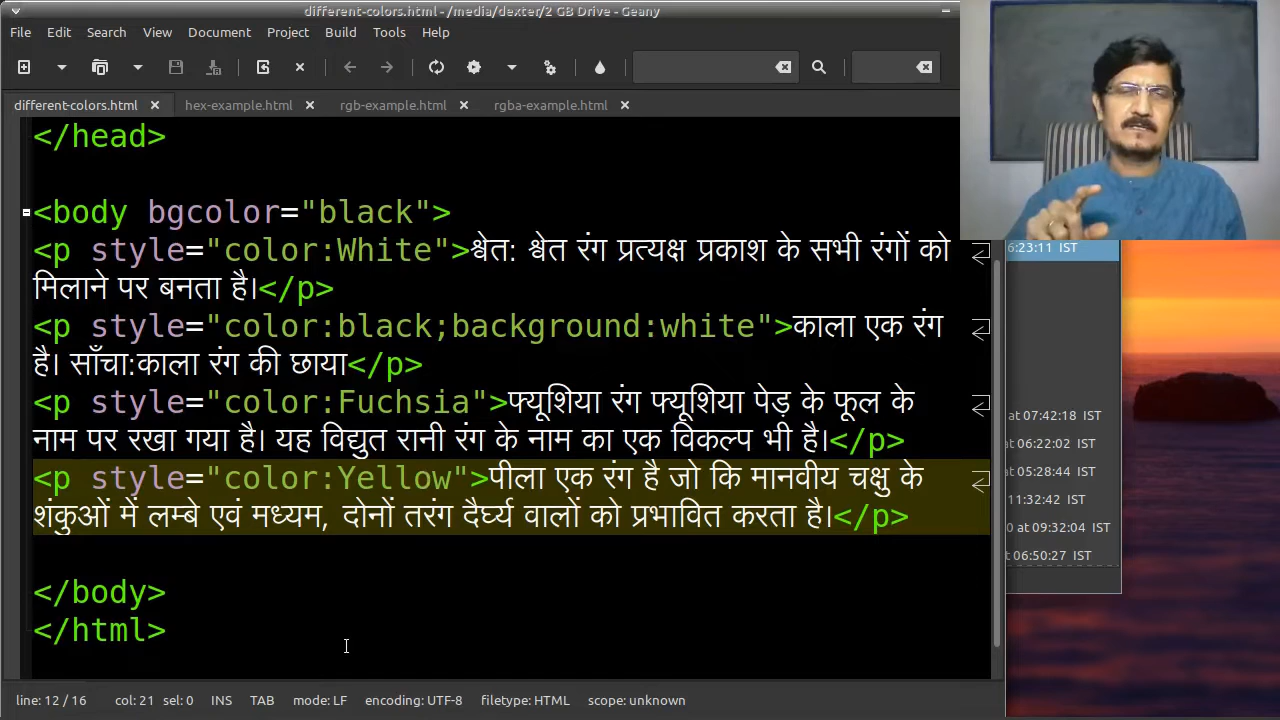 different-colors.html - /media/dexter/2 GB Drive - Geany
File Edit Search View Document Project Build Tools Help
different-colors.html hex-example.html rgb-example.html rgba-example.html
</head>
<body bgcolor="black">
<p style="color:White">श्वेत: श्वेत रंग प्रत्यक्ष प्रकाश के सभी रंगों को
मिलाने पर बनता है।</p>
<p style="color:black;background:white">काला एक रंग
है। साँचा:काला रंग की छाया</p>
<p style="color:Fuchsia">फ्यूशिया रंग फ्यूशिया पेड़ के फूल के
नाम पर रखा गया है। यह विद्युत रानी रंग के नाम का एक विकल्प भी है।</p>
<p style="color:Yellow">पीला एक रंग है जो कि मानवीय चक्षु के
शंकुओं में लम्बे एवं मध्यम, दोनों तरंग दैर्घ्य वालों को प्रभावित करता है।</p>
</body>
</html>
line: 12 / 16 col: 21 sel: 0 INS TAB mode: LF encoding: UTF-8 filetype: HTML scope: unknown
6:23:11 IST
at 07:42:18 IST
at 06:22:02 IST
at 05:28:44 IST
11:32:42 IST
0 at 09:32:04 IST
at 06:50:27 IST